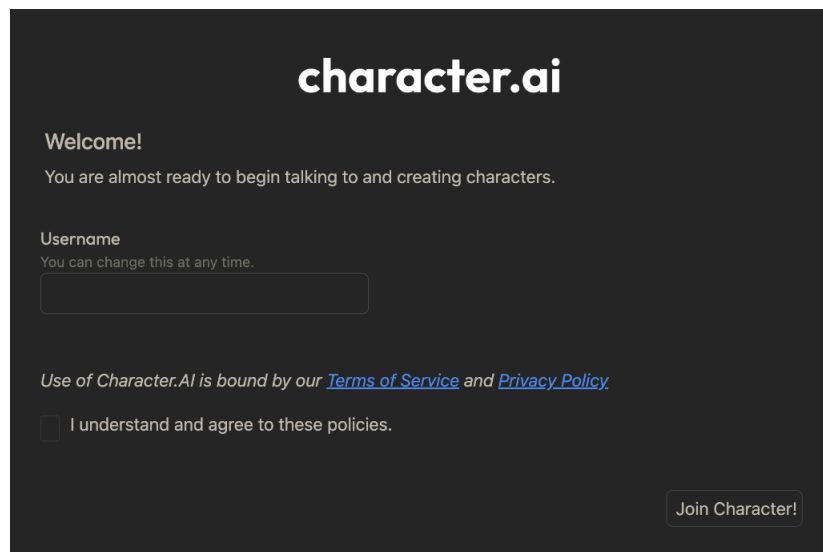 character.ai
Welcome!
You are almost ready to begin talking to and creating characters.
Username
You can change this at any time.
Use of Character.AI is bound by our Terms of Service and Privacy Policy
I understand and agree to these policies.
Join Character!